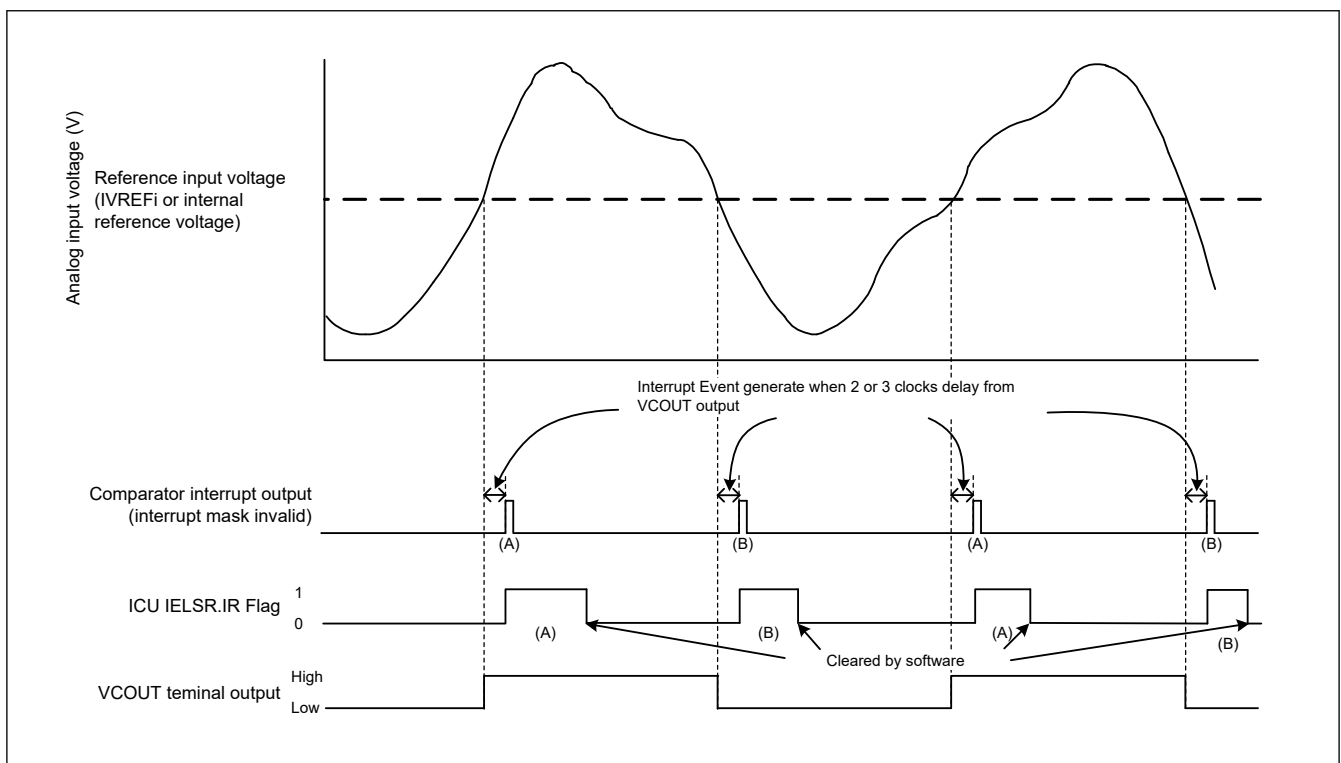 Analog input voltage (V)
Reference input voltage
(IVREFi or internal
reference voltage)
Interrupt Event generate when 2 or 3 clocks delay from
VCOUT output
Comparator interrupt output
(interrupt mask invalid)
(A)
(B)
(A)
(B)
ICU IELSR.IR Flag
1
0
(A)
(B)
(A)
(B)
Cleared by software
VCOUT teminal output
High
Low